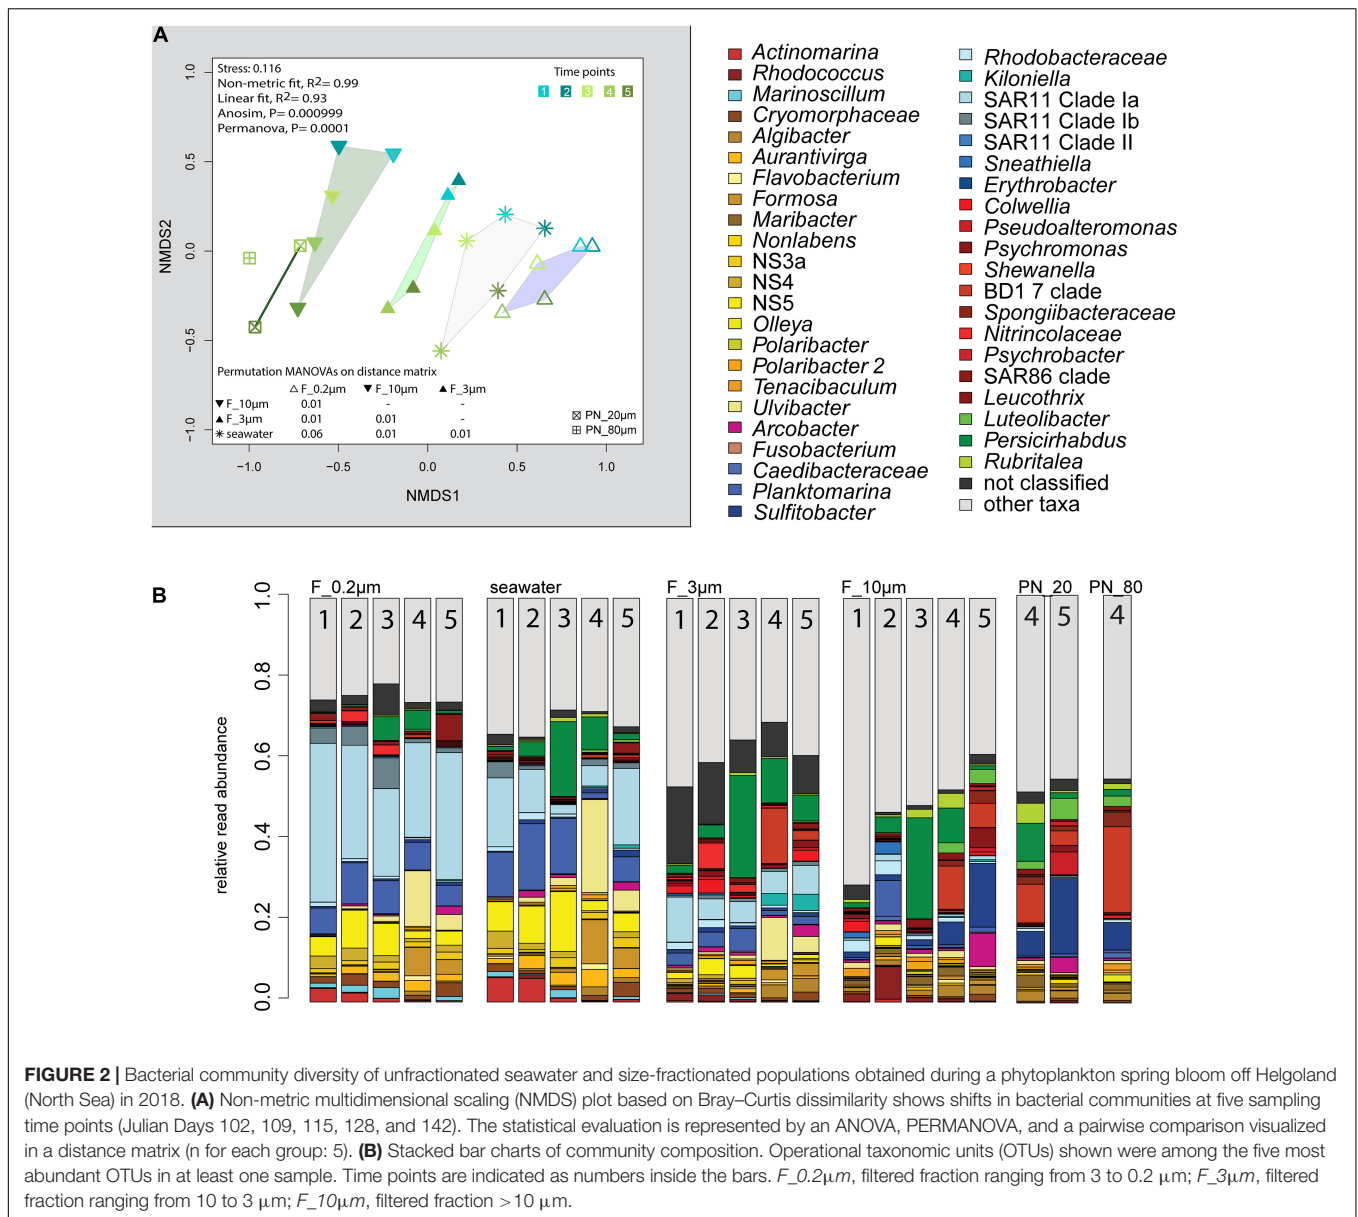 A
Stress: 0.116
Non-metric fit, R2= 0.99
Linear fit, R2= 0.93
Anosim, P= 0.000999
Permanova, P= 0.0001
Time points
1 2 3 4 5
NMDS2
1.0
0.5
0.0
−0.5
−1.0
Permutation MANOVAs on distance matrix
F_0.2µm F_10µm F_3µm
F_10µm 0.01 - -
F_3µm 0.01 0.01 -
seawater 0.06 0.01 0.01
PN_20µm
PN_80µm
−1.0 −0.5 0.0 0.5 1.0
NMDS1
Actinomarina
Rhodococcus
Marinoscillum
Cryomorphaceae
Algibacter
Aurantivirga
Flavobacterium
Formosa
Maribacter
Nonlabens
NS3a
NS4
NS5
Olleya
Polaribacter
Polaribacter 2
Tenacibaculum
Ulvibacter
Arcobacter
Fusobacterium
Caedibacteraceae
Planktomarina
Sulfitobacter
Rhodobacteraceae
Kiloniella
SAR11 Clade Ia
SAR11 Clade Ib
SAR11 Clade II
Sneathiella
Erythrobacter
Colwellia
Pseudoalteromonas
Psychromonas
Shewanella
BD1 7 clade
Spongiibacteraceae
Nitrincolaceae
Psychrobacter
SAR86 clade
Leucothrix
Luteolibacter
Persicirhabdus
Rubritalea
not classified
other taxa
B
F_0.2µm seawater F_3µm F_10µm PN_20 PN_80
1 2 3 4 5 1 2 3 4 5 1 2 3 4 5 1 2 3 4 5 4 5 4
relative read abundance
1.0
0.8
0.6
0.4
0.2
0.0
FIGURE 2 | Bacterial community diversity of unfractionated seawater and size-fractionated populations obtained during a phytoplankton spring bloom off Helgoland
(North Sea) in 2018. (A) Non-metric multidimensional scaling (NMDS) plot based on Bray–Curtis dissimilarity shows shifts in bacterial communities at five sampling
time points (Julian Days 102, 109, 115, 128, and 142). The statistical evaluation is represented by an ANOVA, PERMANOVA, and a pairwise comparison visualized
in a distance matrix (n for each group: 5). (B) Stacked bar charts of community composition. Operational taxonomic units (OTUs) shown were among the five most
abundant OTUs in at least one sample. Time points are indicated as numbers inside the bars. F_0.2µm, filtered fraction ranging from 3 to 0.2 µm; F_3µm, filtered
fraction ranging from 10 to 3 µm; F_10µm, filtered fraction >10 µm.